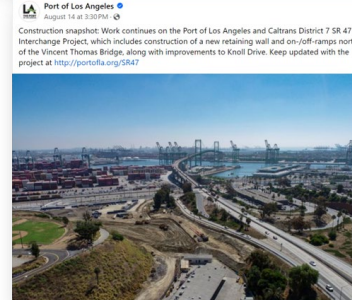 Port of Los Angeles
August 14 at 3:30 PM ·
Construction snapshot: Work continues on the Port of Los Angeles and Caltrans District 7 SR 47
Interchange Project, which includes construction of a new retaining wall and on-/off-ramps nort
of the Vincent Thomas Bridge, along with improvements to Knoll Drive. Keep updated with the
project at http://portofla.org/SR47